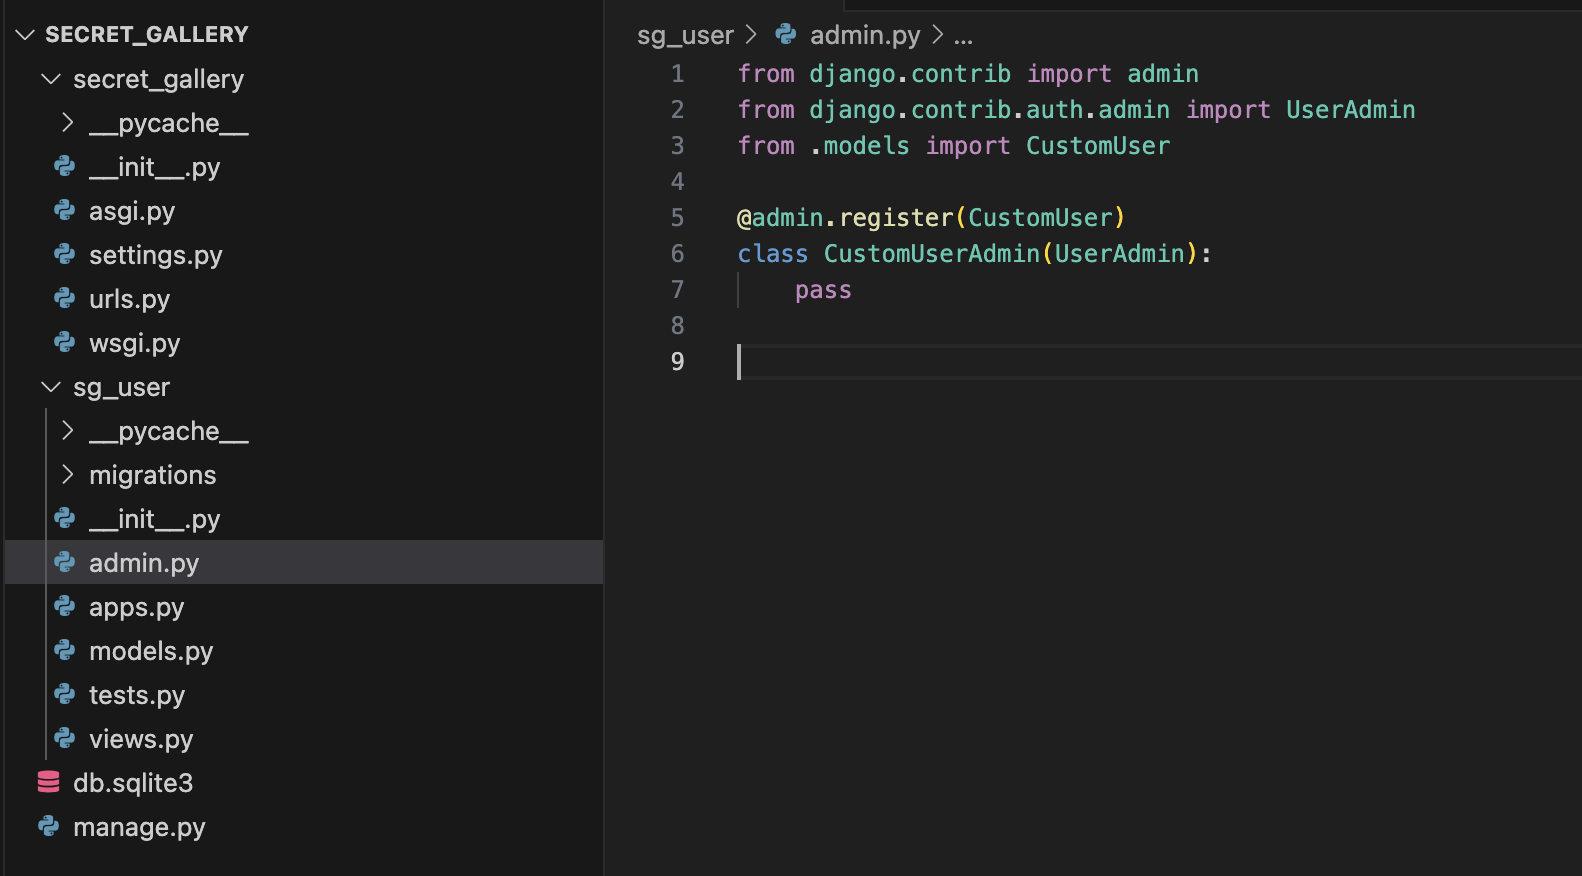 SECRET_GALLERY
secret_gallery
__pycache__
__init__.py
asgi.py
settings.py
urls.py
wsgi.py
sg_user
__pycache__
migrations
__init__.py
admin.py
apps.py
models.py
tests.py
views.py
db.sqlite3
manage.py
sg_user > admin.py > ...
1 from django.contrib import admin
2 from django.contrib.auth.admin import UserAdmin
3 from .models import CustomUser
4
5 @admin.register(CustomUser)
6 class CustomUserAdmin(UserAdmin):
7     pass
8
9